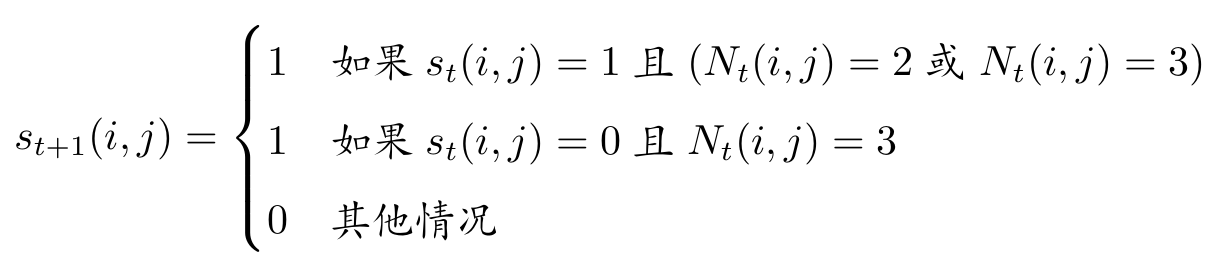 1 如果 s_t(i, j) = 1 且 (N_t(i, j) = 2 或 N_t(i, j) = 3)
s_{t+1}(i, j) = { 1 如果 s_t(i, j) = 0 且 N_t(i, j) = 3
0 其他情况